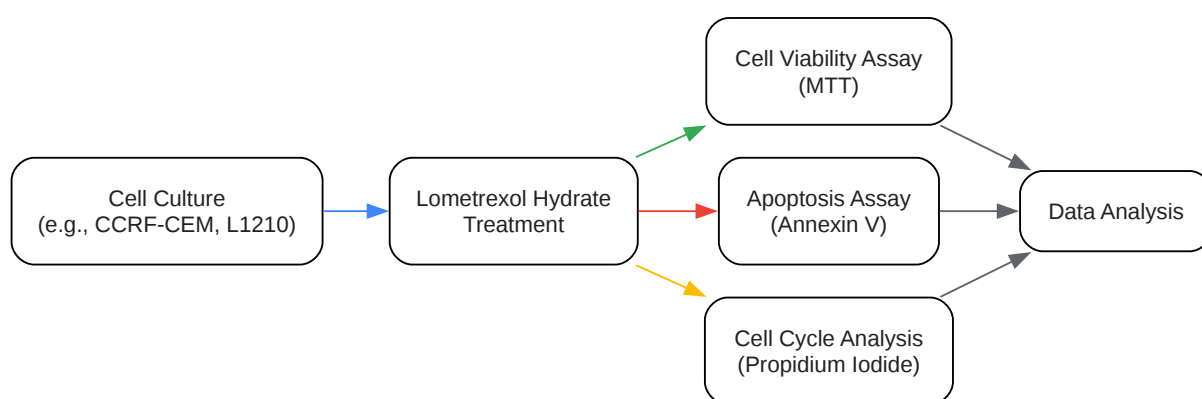 Cell Culture
(e.g., CCRF-CEM, L1210)
Lometrexol Hydrate
Treatment
Cell Viability Assay
(MTT)
Apoptosis Assay
(Annexin V)
Cell Cycle Analysis
(Propidium Iodide)
Data Analysis